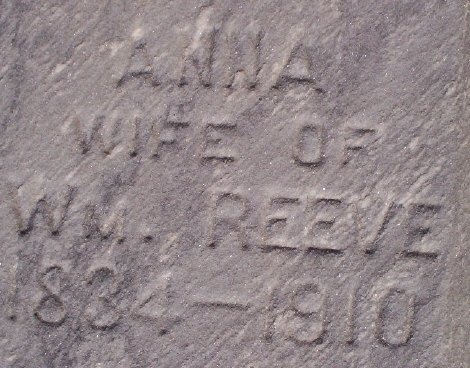 ANNA
WIFE OF
WM. REEVE
1834-1910